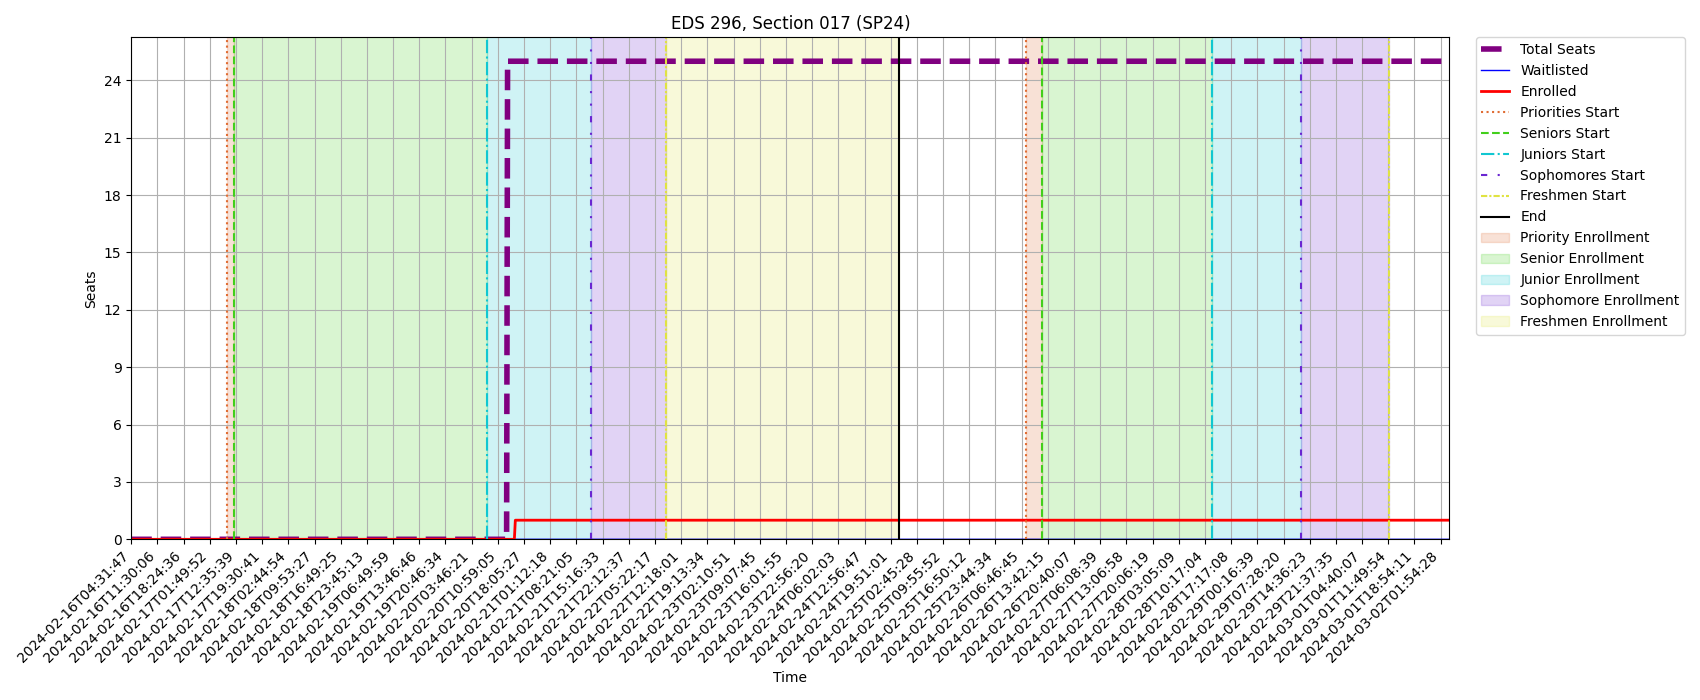 EDS 296, Section 017 (SP24)
Seats
24
21
18
15
12
9
6
3
0
2024-02-16T04:31:47
2024-02-16T11:30:06
2024-02-16T18:24:36
2024-02-17T01:49:52
2024-02-17T12:35:39
2024-02-17T19:30:41
2024-02-18T02:44:54
2024-02-18T09:53:27
2024-02-18T16:49:25
2024-02-18T23:45:13
2024-02-19T06:49:59
2024-02-19T13:46:46
2024-02-19T20:46:34
2024-02-20T03:46:21
2024-02-20T10:59:05
2024-02-20T18:05:27
2024-02-21T01:12:18
2024-02-21T08:21:05
2024-02-21T15:16:33
2024-02-21T22:12:37
2024-02-22T05:22:17
2024-02-22T12:18:01
2024-02-22T19:13:34
2024-02-23T02:10:51
2024-02-23T09:07:45
2024-02-23T16:01:55
2024-02-23T22:56:20
2024-02-24T06:02:03
2024-02-24T12:56:47
2024-02-24T19:51:01
2024-02-25T02:45:28
2024-02-25T09:55:52
2024-02-25T16:50:12
2024-02-25T23:44:34
2024-02-26T06:46:45
2024-02-26T13:42:15
2024-02-26T20:40:07
2024-02-27T06:08:39
2024-02-27T13:06:58
2024-02-27T20:06:19
2024-02-28T03:05:09
2024-02-28T10:17:04
2024-02-28T17:17:08
2024-02-29T00:16:39
2024-02-29T07:28:20
2024-02-29T14:36:23
2024-02-29T21:37:35
2024-03-01T04:40:07
2024-03-01T11:49:54
2024-03-01T18:54:11
2024-03-02T01:54:28
Time
Total Seats
Waitlisted
Enrolled
Priorities Start
Seniors Start
Juniors Start
Sophomores Start
Freshmen Start
End
Priority Enrollment
Senior Enrollment
Junior Enrollment
Sophomore Enrollment
Freshmen Enrollment